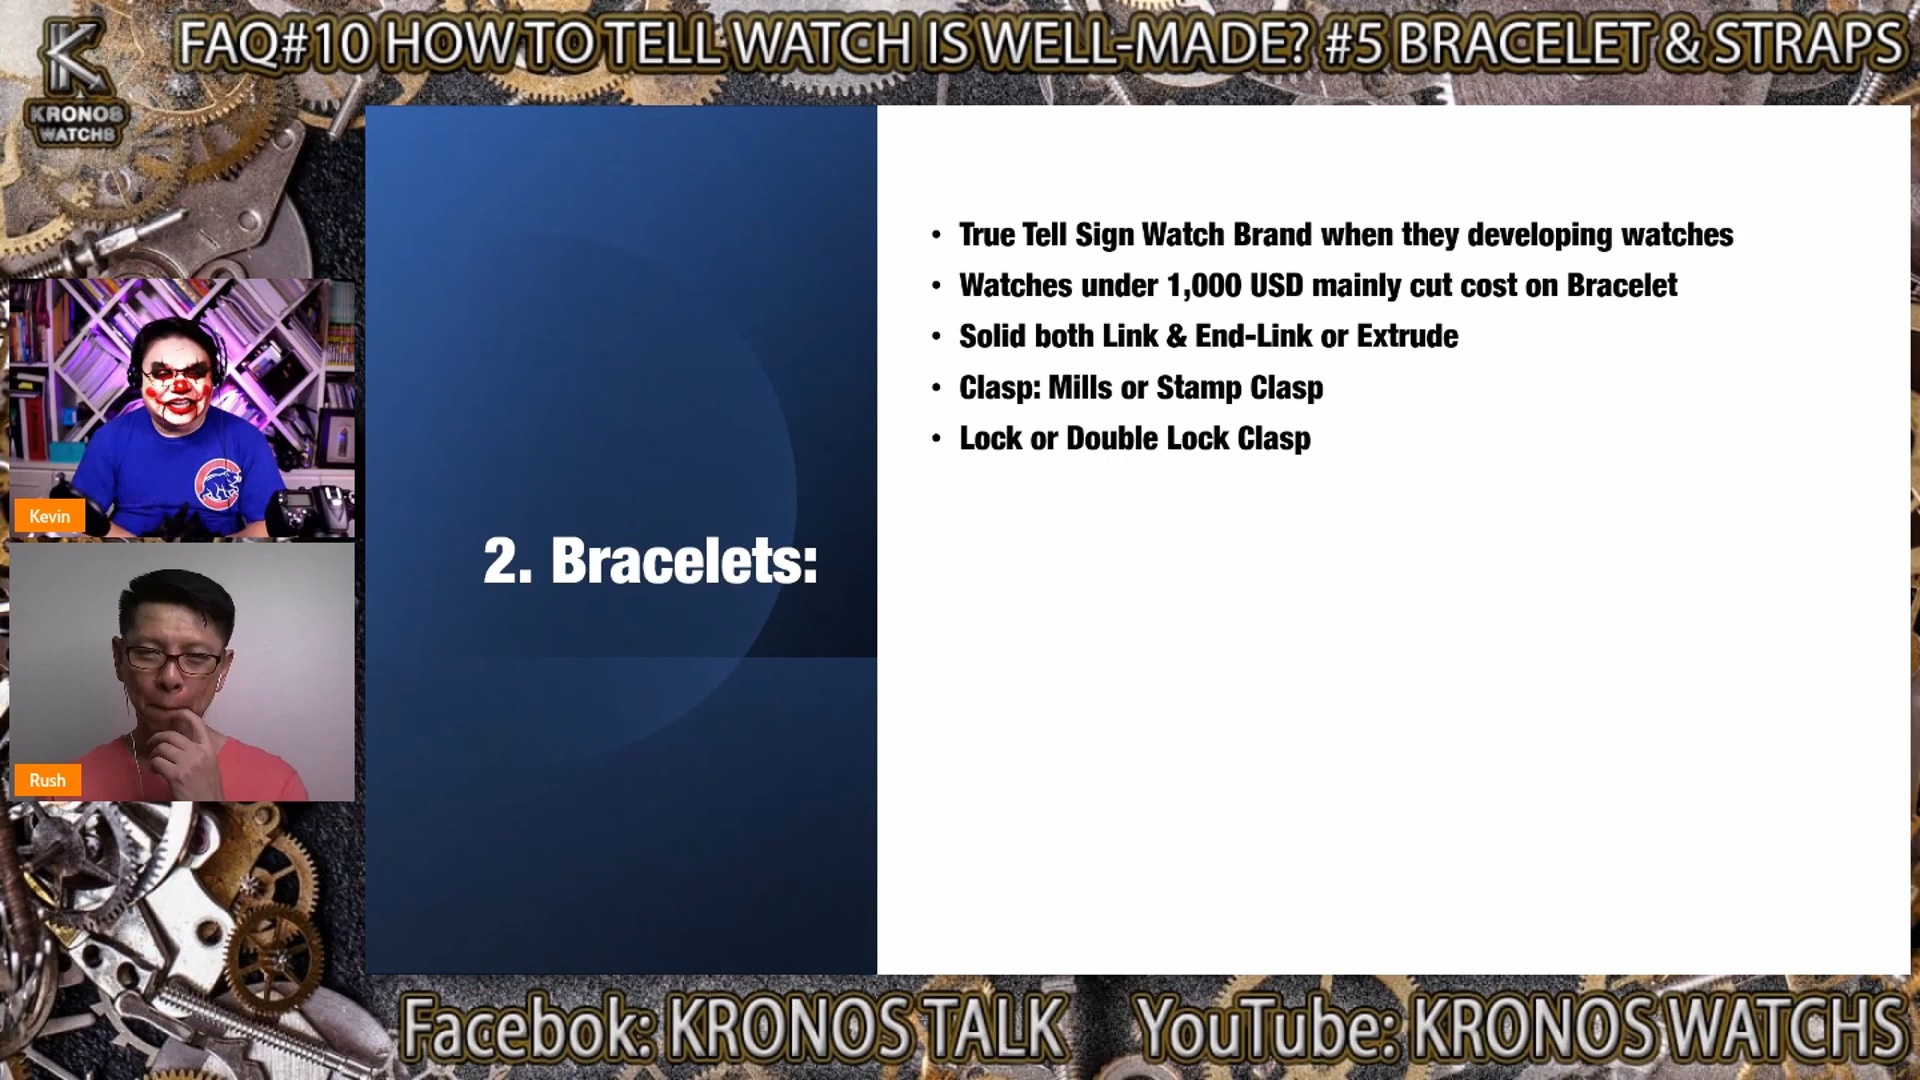 FAQ#10 HOW TO TELL WATCH IS WELL-MADE? #5 BRACELET & STRAPS
K
KRONOS
WATCHS
• True Tell Sign Watch Brand when they developing watches
• Watches under 1,000 USD mainly cut cost on Bracelet
• Solid both Link & End-Link or Extrude
• Clasp: Mills or Stamp Clasp
• Lock or Double Lock Clasp
2. Bracelets:
Kevin
Rush
Facebok: KRONOS TALK
YouTube: KRONOS WATCHS